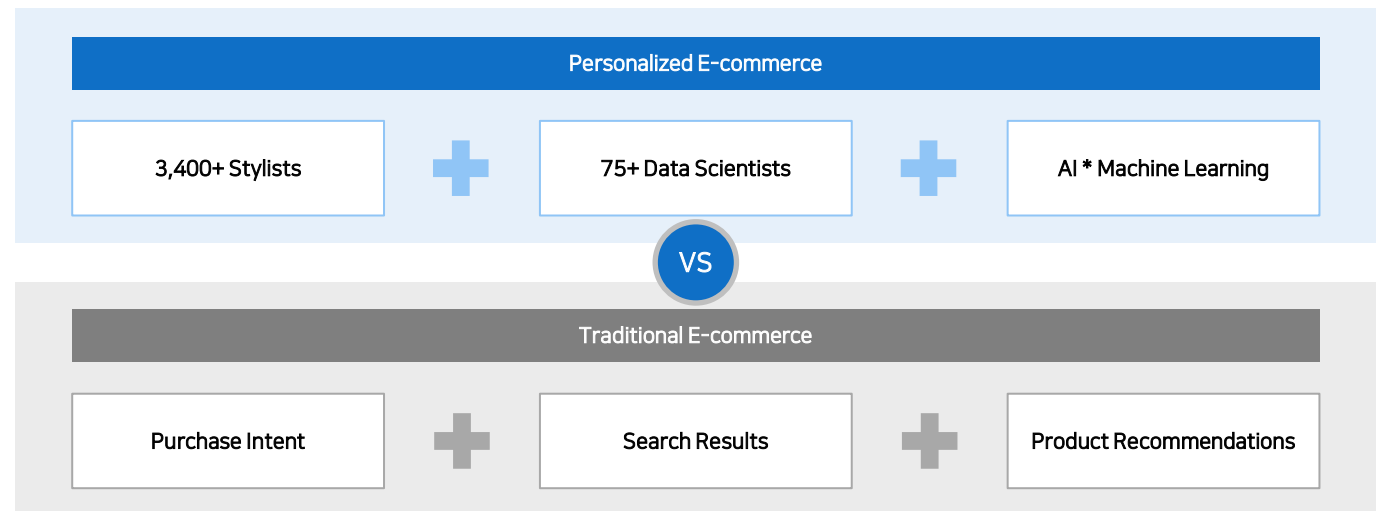 Personalized E-commerce
3,400+ Stylists
75+ Data Scientists
AI * Machine Learning
VS
Traditional E-commerce
Purchase Intent
Search Results
Product Recommendations